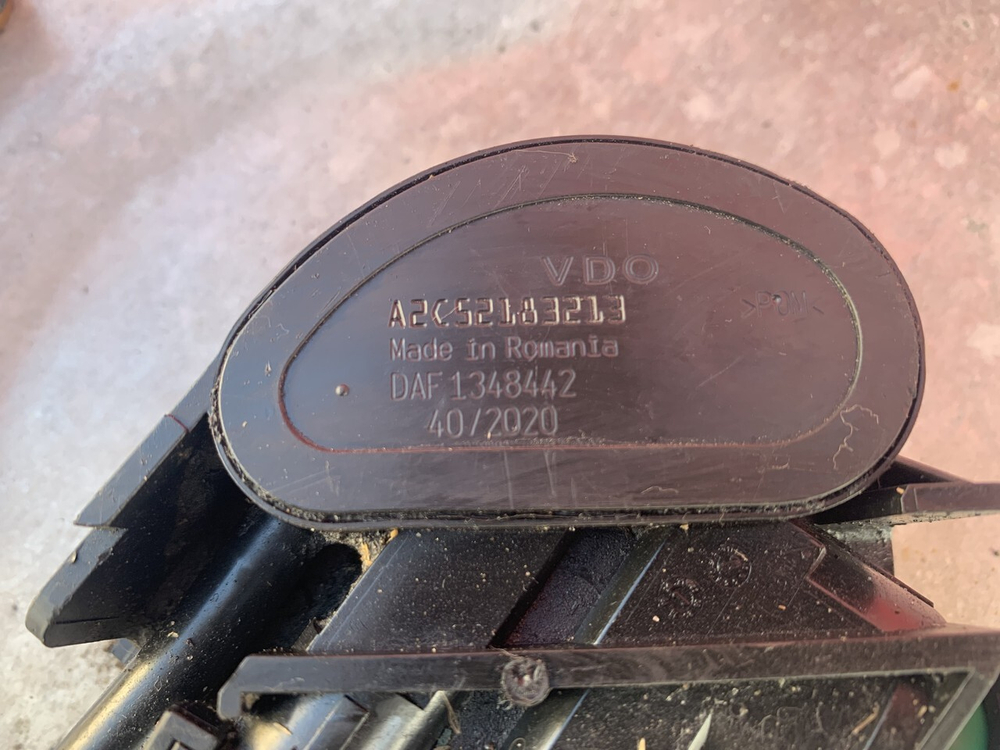 VDO
A2C52183213
>POM<
Made in Romania
DAF 1348442
40/2020